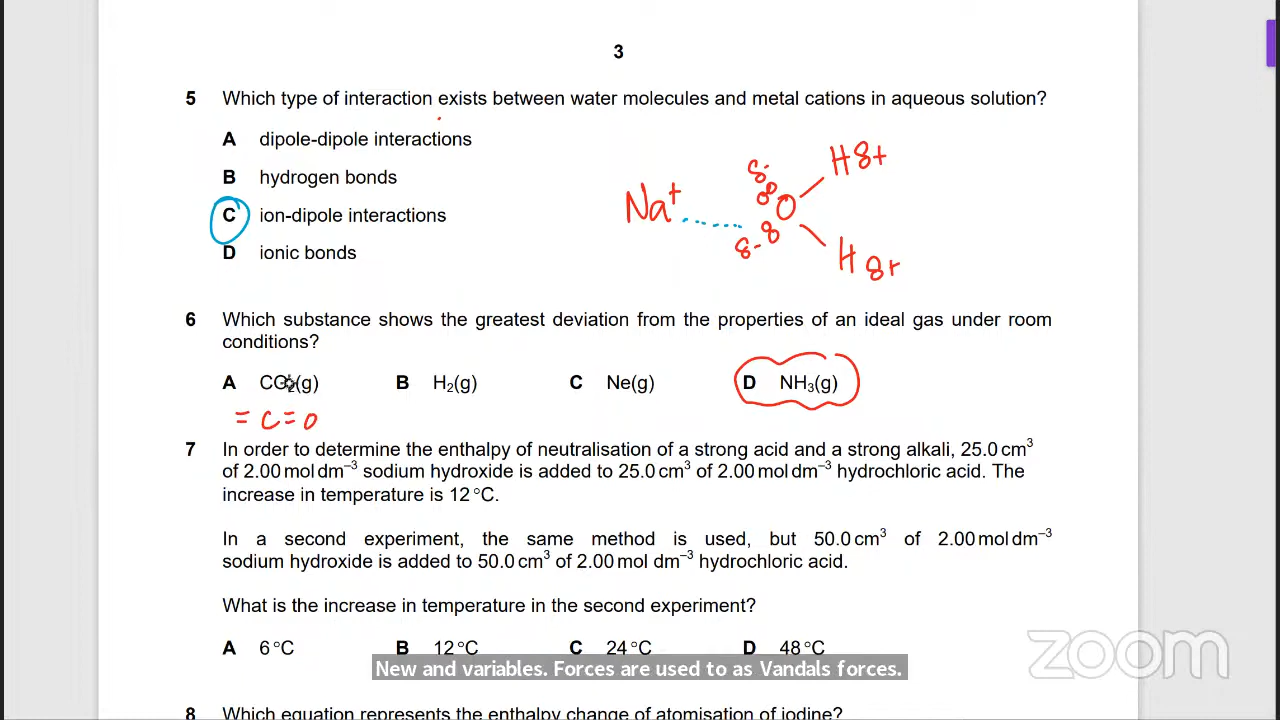 3
5 Which type of interaction exists between water molecules and metal cations in aqueous solution?
A dipole-dipole interactions
B hydrogen bonds
C ion-dipole interactions
D ionic bonds
Na⁺
δ-
O
δ-
H δ+
H δ+
6 Which substance shows the greatest deviation from the properties of an ideal gas under room
conditions?
A CO₂(g) B H₂(g) C Ne(g) D NH₃(g)
= C = O
7 In order to determine the enthalpy of neutralisation of a strong acid and a strong alkali, 25.0 cm³
of 2.00 mol dm⁻³ sodium hydroxide is added to 25.0 cm³ of 2.00 mol dm⁻³ hydrochloric acid. The
increase in temperature is 12 °C.
In a second experiment, the same method is used, but 50.0 cm³ of 2.00 mol dm⁻³
sodium hydroxide is added to 50.0 cm³ of 2.00 mol dm⁻³ hydrochloric acid.
What is the increase in temperature in the second experiment?
A 6 °C B 12 °C C 24 °C D 48 °C
zoom
New and variables. Forces are used to as Vandals forces.
8 Which equation represents the enthalpy change of atomisation of iodine?